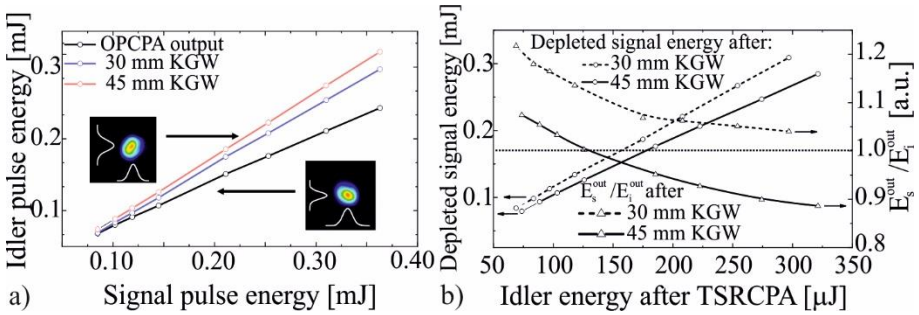 Idler pulse energy [mJ]
0.3
0.2
0.1
OPCPA output
30 mm KGW
45 mm KGW
0.10 0.20 0.30 0.40
Signal pulse energy [mJ]
a)
Depleted signal energy [mJ]
0.3
0.2
0.1
Depleted signal energy after:
30 mm KGW
45 mm KGW
E_s^out/E_i^out after
30 mm KGW
45 mm KGW
1.2
1.1
1.0
0.9
0.8
E_s^out/E_i^out [a.u.]
50 100 150 200 250 300 350
Idler energy after TSRCPA [µJ]
b)